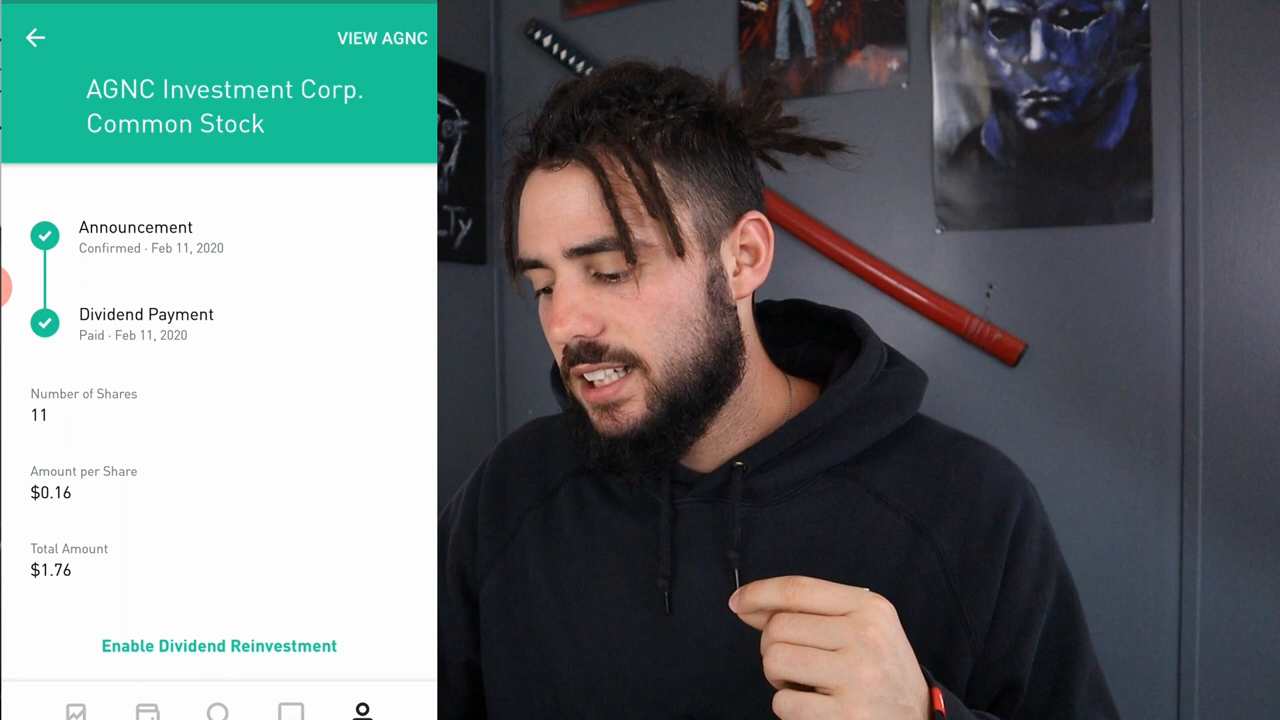 VIEW AGNC
AGNC Investment Corp.
Common Stock
Announcement
Confirmed · Feb 11, 2020
Dividend Payment
Paid · Feb 11, 2020
Number of Shares
11
Amount per Share
$0.16
Total Amount
$1.76
Enable Dividend Reinvestment
Ty